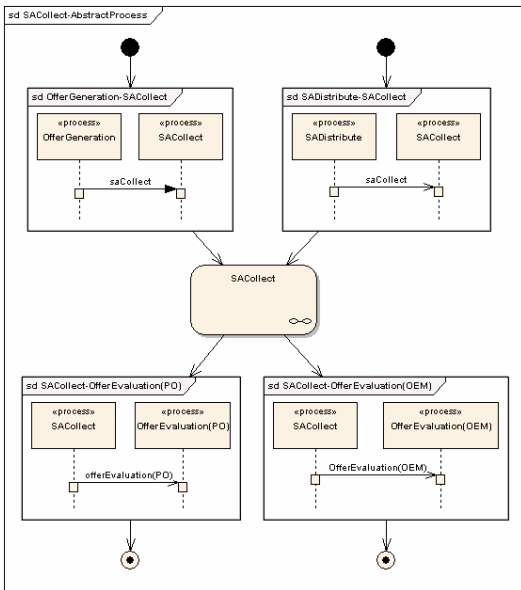 sd SACollect-AbstractProcess
sd OfferGeneration-SACollect
«process»
OfferGeneration
«process»
SACollect
saCollect
sd SADistribute-SACollect
«process»
SADistribute
«process»
SACollect
saCollect
SACollect
sd SACollect-OfferEvaluation(PO)
«process»
SACollect
«process»
OfferEvaluation(PO)
offerEvaluation(PO)
sd SACollect-OfferEvaluation(OEM)
«process»
SACollect
«process»
OfferEvaluation(OEM)
OfferEvaluation(OEM)